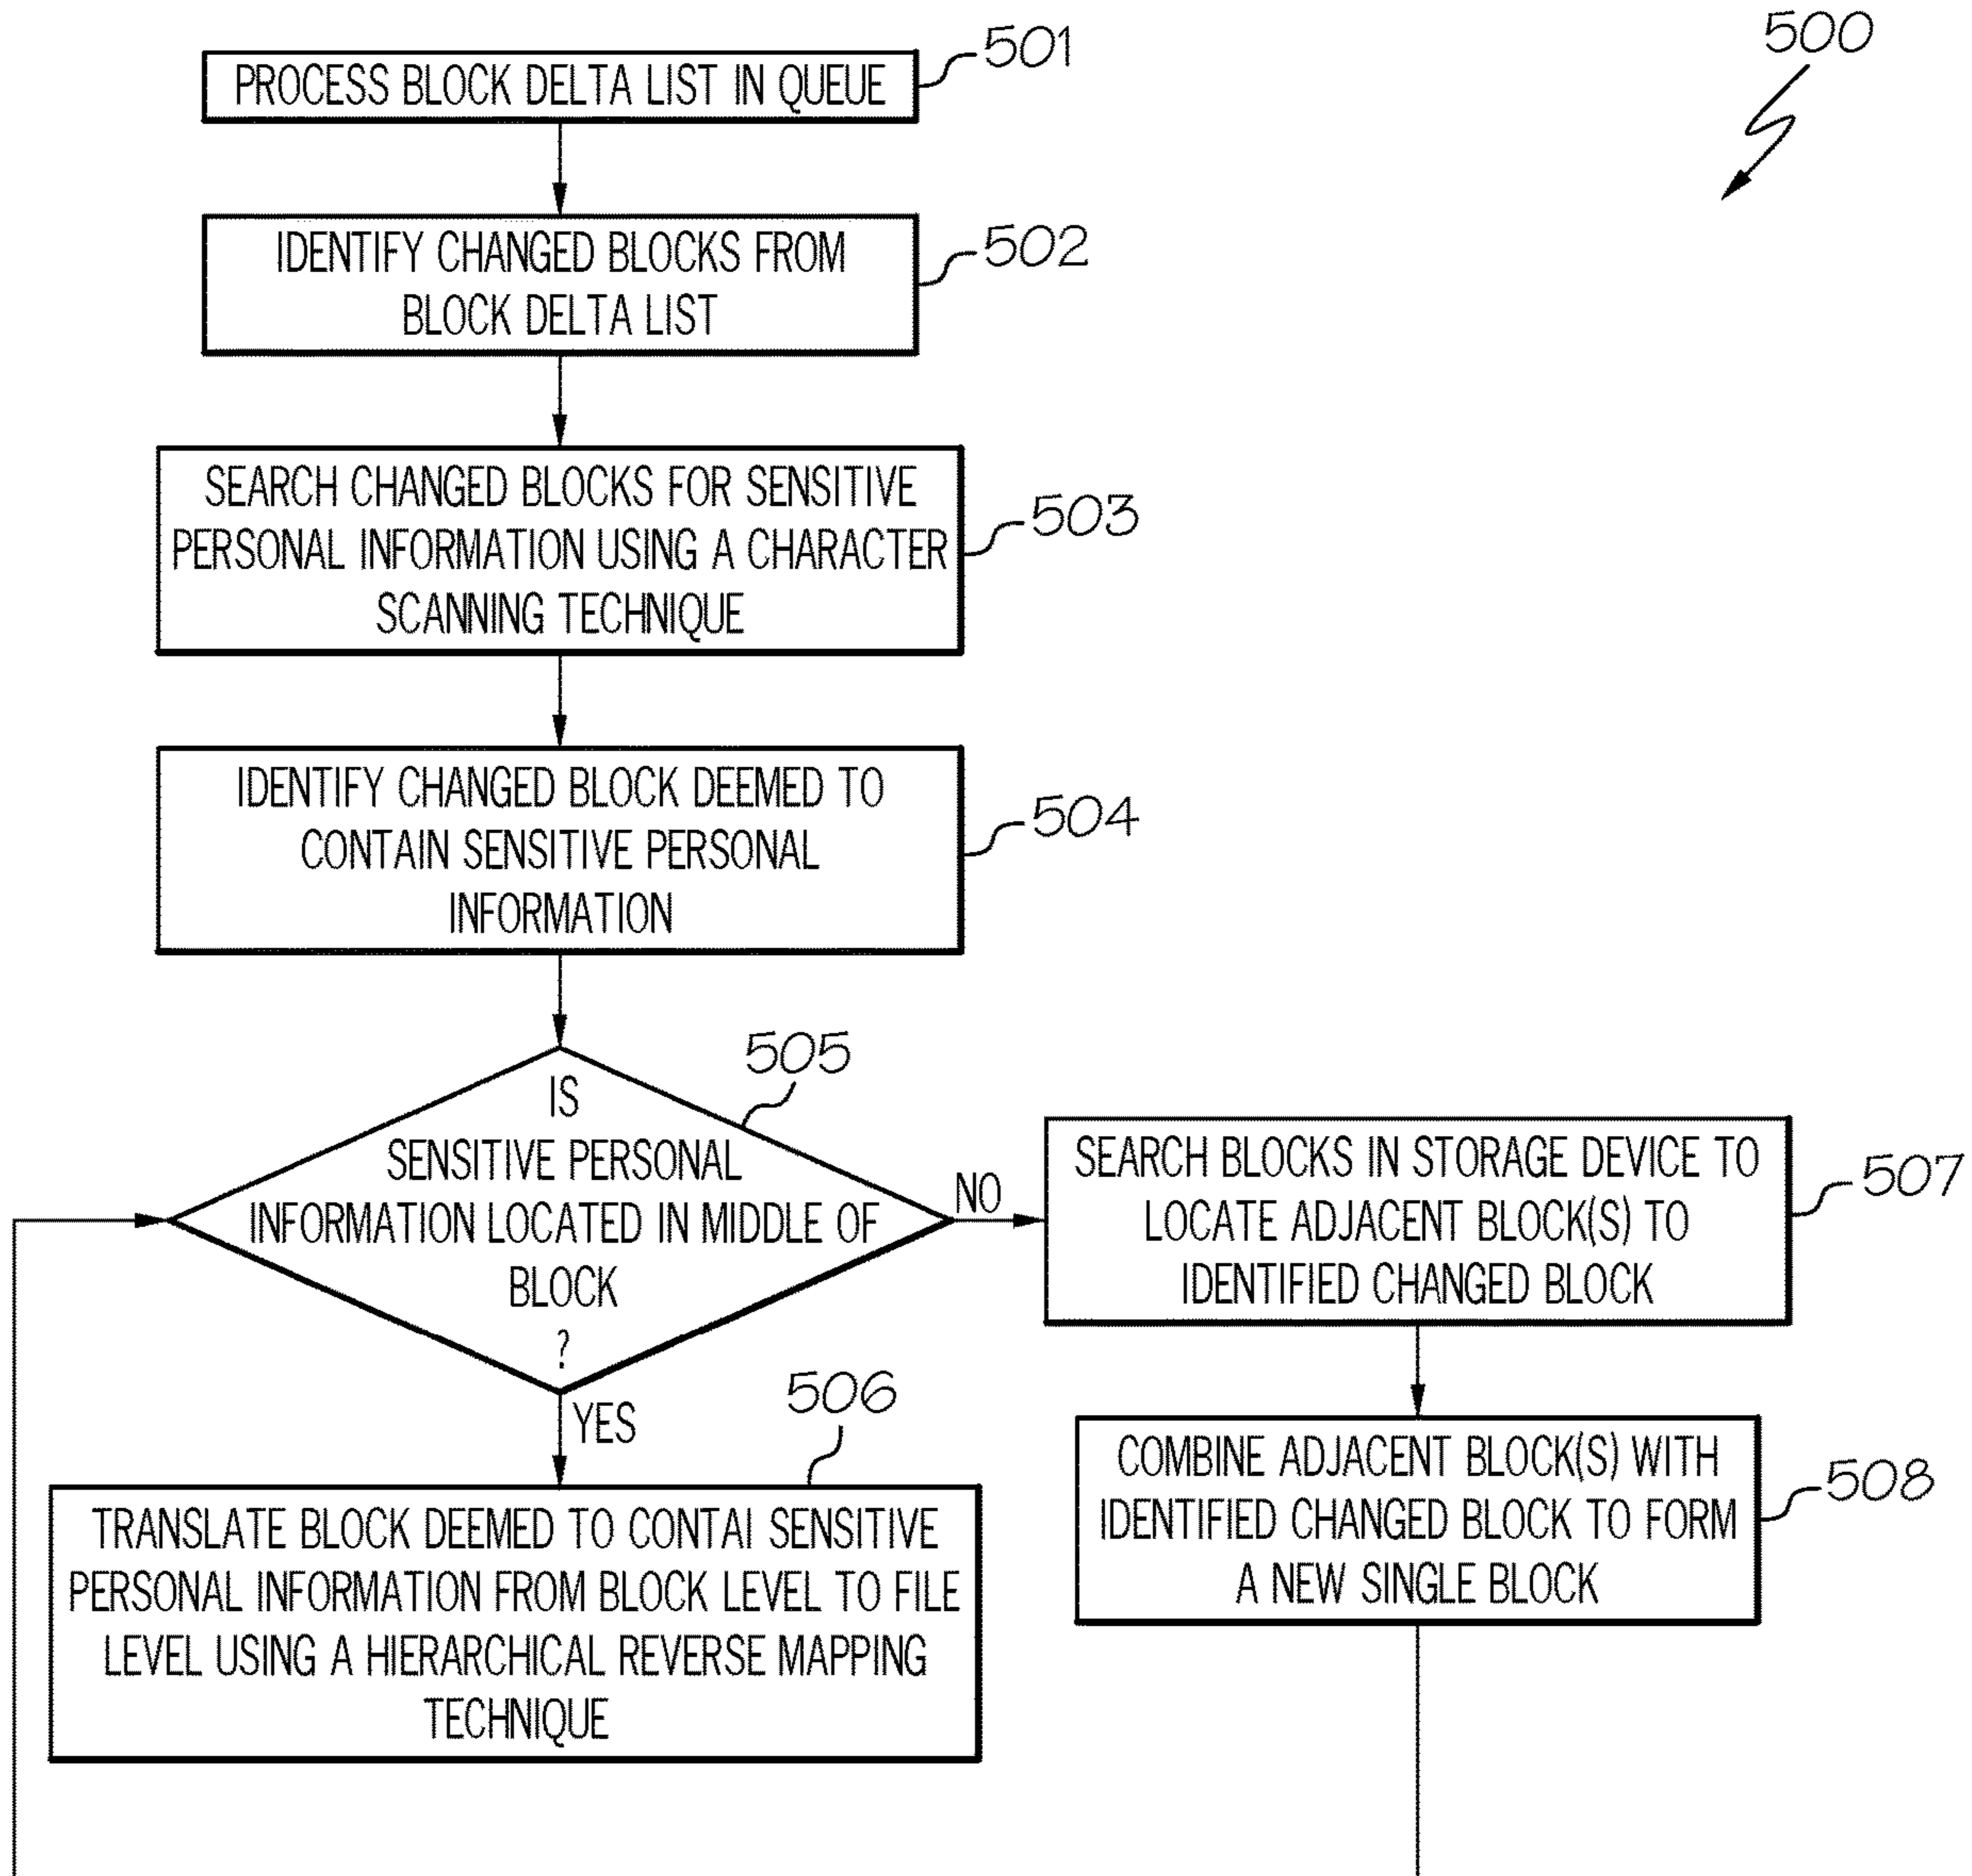 500
501
PROCESS BLOCK DELTA LIST IN QUEUE
502
IDENTIFY CHANGED BLOCKS FROM
BLOCK DELTA LIST
503
SEARCH CHANGED BLOCKS FOR SENSITIVE
PERSONAL INFORMATION USING A CHARACTER
SCANNING TECHNIQUE
504
IDENTIFY CHANGED BLOCK DEEMED TO
CONTAIN SENSITIVE PERSONAL
INFORMATION
505
IS
SENSITIVE PERSONAL
INFORMATION LOCATED IN MIDDLE OF
BLOCK
?
NO
YES
506
TRANSLATE BLOCK DEEMED TO CONTAI SENSITIVE
PERSONAL INFORMATION FROM BLOCK LEVEL TO FILE
LEVEL USING A HIERARCHICAL REVERSE MAPPING
TECHNIQUE
507
SEARCH BLOCKS IN STORAGE DEVICE TO
LOCATE ADJACENT BLOCK(S) TO
IDENTIFIED CHANGED BLOCK
508
COMBINE ADJACENT BLOCK(S) WITH
IDENTIFIED CHANGED BLOCK TO FORM
A NEW SINGLE BLOCK